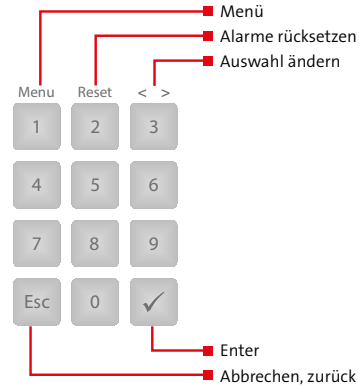 Menü
Alarme rücksetzen
Auswahl ändern
Menu Reset < >
1 2 3
4 5 6
7 8 9
Esc 0 ✓
Enter
Abbrechen, zurück